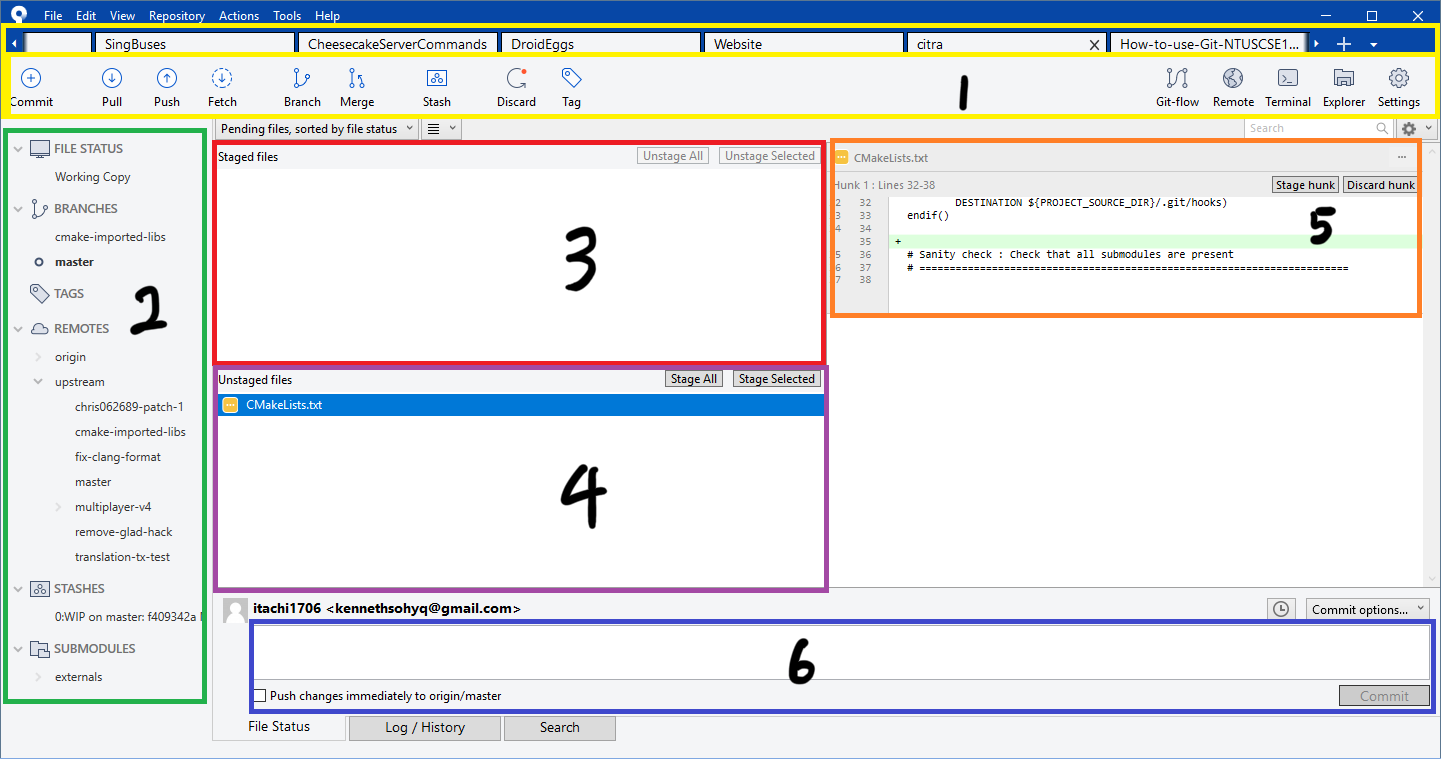 File Edit View Repository Actions Tools Help
SingBuses CheesecakeServerCommands DroidEggs Website citra How-to-use-Git-NTUSCSE1...
Commit Pull Push Fetch Branch Merge Stash Discard Tag Git-flow Remote Terminal Explorer Settings
1
Pending files, sorted by file status Search
FILE STATUS
Working Copy
BRANCHES
cmake-imported-libs
master
TAGS
2
REMOTES
origin
upstream
chris062689-patch-1
cmake-imported-libs
fix-clang-format
master
multiplayer-v4
remove-glad-hack
translation-tx-test
STASHES
0:WIP on master: f409342a
SUBMODULES
externals
Staged files Unstage All Unstage Selected
3
Unstaged files Stage All Stage Selected
CMakeLists.txt
4
CMakeLists.txt ...
Hunk 1 : Lines 32-38 Stage hunk Discard hunk
2 32 DESTINATION ${PROJECT_SOURCE_DIR}/.git/hooks)
3 33 endif()
4 34
35 +
5 36 # Sanity check : Check that all submodules are present
6 37 # =======================================================================
7 38
5
itachi1706 <kennethsohyq@gmail.com> Commit options...
6
Push changes immediately to origin/master Commit
File Status Log / History Search